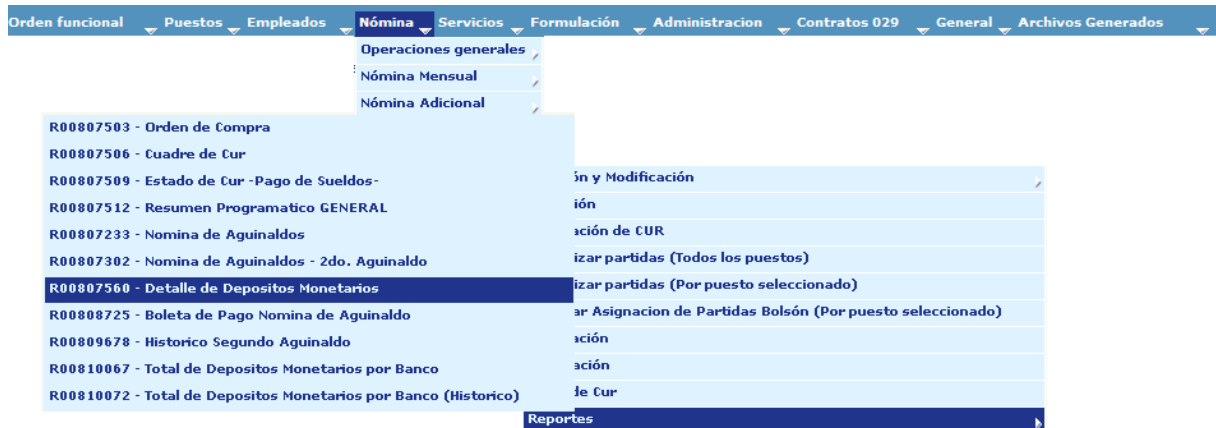 Orden funcional Puestos Empleados Nómina Servicios Formulación Administracion Contratos 029 General Archivos Generados
Operaciones generales
Nómina Mensual
Nómina Adicional
R00807503 - Orden de Compra
R00807506 - Cuadre de Cur
R00807509 - Estado de Cur -Pago de Sueldos-
R00807512 - Resumen Programatico GENERAL
R00807233 - Nomina de Aguinaldos
R00807302 - Nomina de Aguinaldos - 2do. Aguinaldo
R00807560 - Detalle de Depositos Monetarios
R00808725 - Boleta de Pago Nomina de Aguinaldo
R00809678 - Historico Segundo Aguinaldo
R00810067 - Total de Depositos Monetarios por Banco
R00810072 - Total de Depositos Monetarios por Banco (Historico)
ón y Modificación
ión
ación de CUR
izar partidas (Todos los puestos)
izar partidas (Por puesto seleccionado)
ar Asignacion de Partidas Bolsón (Por puesto seleccionado)
ación
ación
de Cur
Reportes